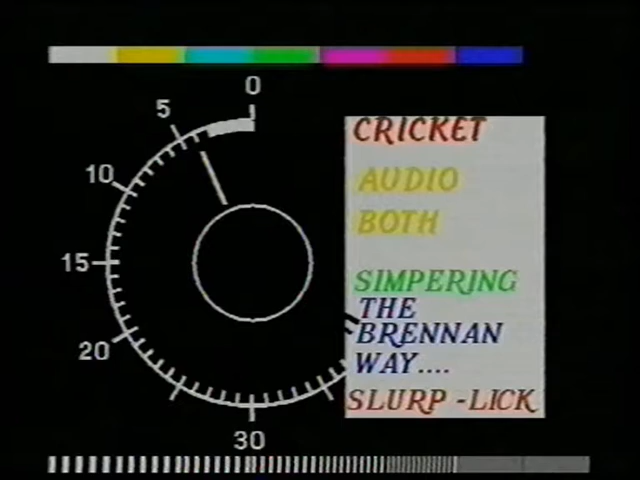 0
5
10
15
20
30
CRICKET
AUDIO
BOTH
SIMPERING
THE
BRENNAN
WAY....
SLURP -LICK